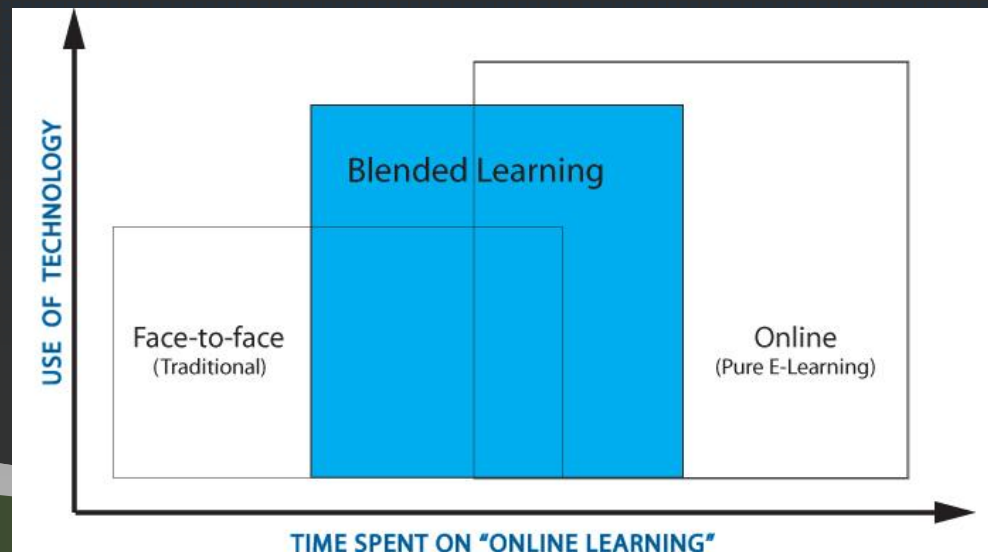 USE OF TECHNOLOGY
Blended Learning
Face-to-face
(Traditional)
Online
(Pure E-Learning)
TIME SPENT ON "ONLINE LEARNING"